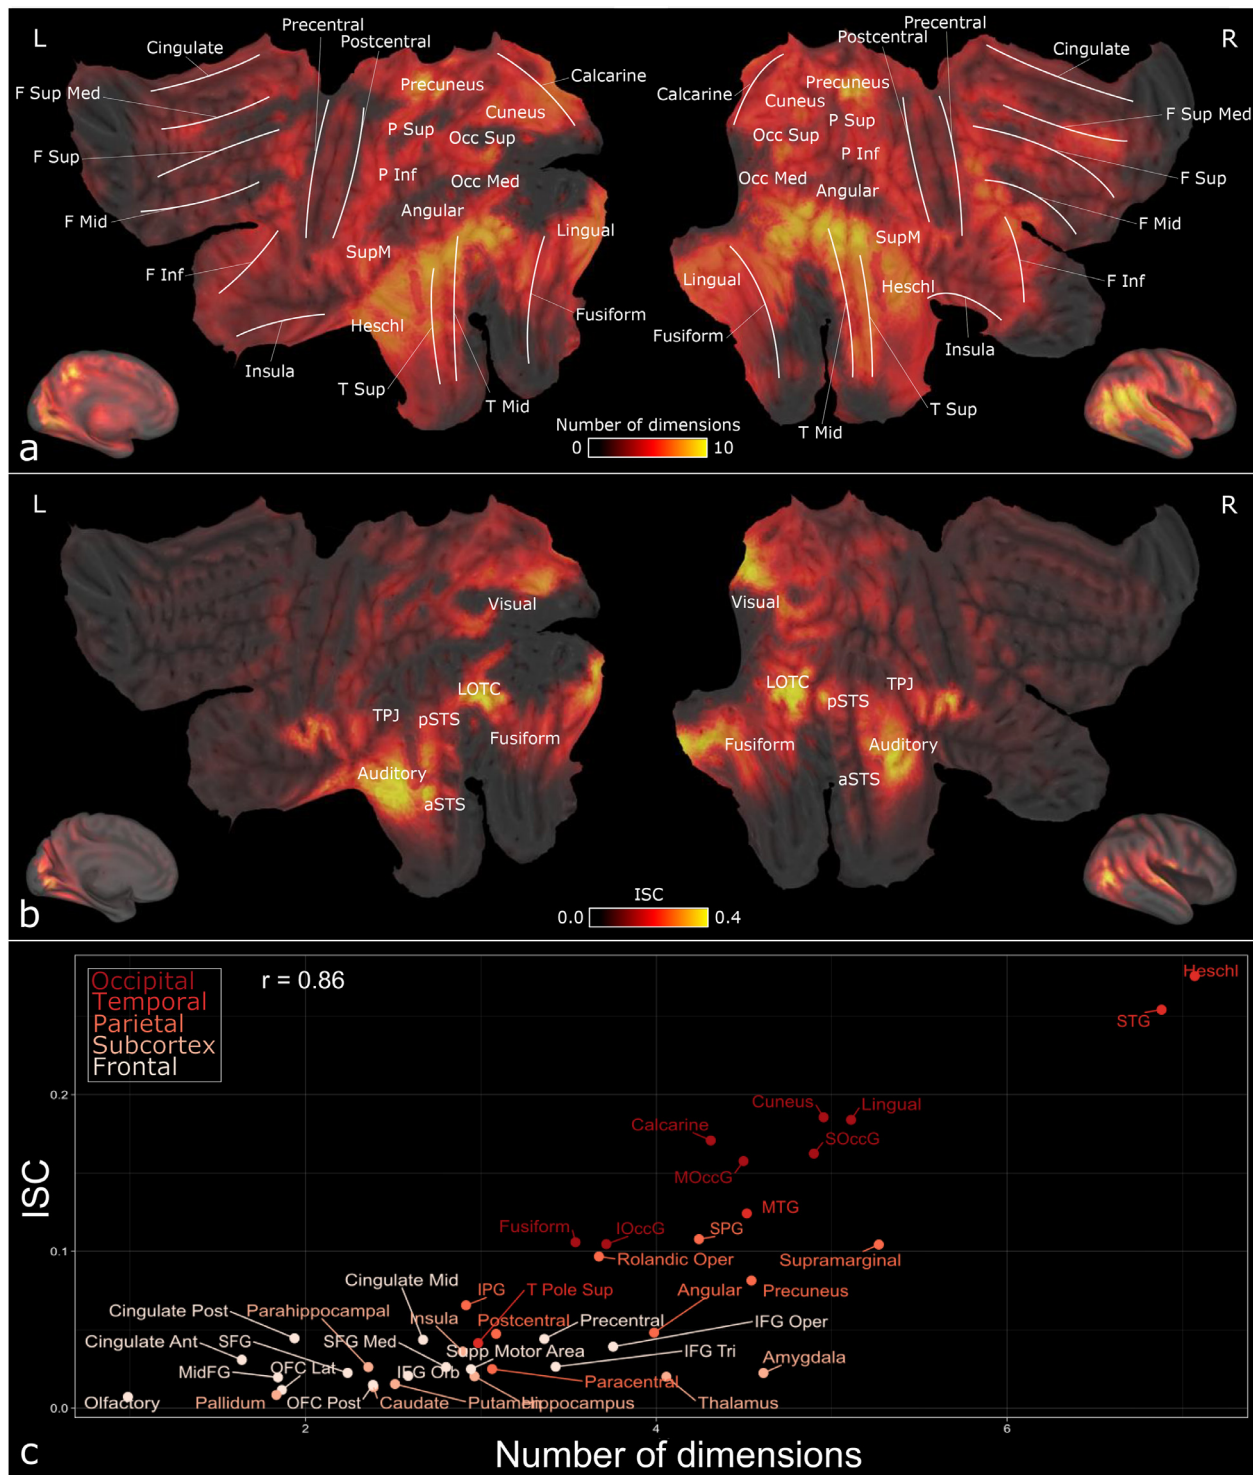 L
Precentral
Postcentral
Cingulate
F Sup Med
F Sup
F Mid
F Inf
Insula
Heschl
T Sup
T Mid
SupM
Angular
P Inf
P Sup
Precuneus
Cuneus
Occ Sup
Occ Med
Calcarine
Lingual
Fusiform
R
Precentral
Postcentral
Cingulate
Calcarine
Precuneus
Cuneus
P Sup
Occ Sup
P Inf
Occ Med
Angular
SupM
Lingual
Heschl
Fusiform
F Sup Med
F Sup
F Mid
F Inf
Insula
T Sup
T Mid
Number of dimensions
0 10
a
L
R
Visual
LOTC
TPJ
pSTS
Fusiform
Auditory
aSTS
Visual
LOTC
TPJ
pSTS
Fusiform
Auditory
aSTS
ISC
0.0 0.4
b
Occipital
Temporal
Parietal
Subcortex
Frontal
r = 0.86
Heschl
STG
0.2
Cuneus
Lingual
Calcarine
SOccG
MOccG
MTG
Fusiform
IOccG
SPG
0.1
Rolandic Oper
Supramarginal
Cingulate Mid
IPG
T Pole Sup
Angular
Precuneus
Cingulate Post
Parahippocampal
Insula
Postcentral
Precentral
IFG Oper
Cingulate Ant
SFG
SFG Med
Supp Motor Area
IFG Tri
Amygdala
MidFG
OFC Lat
IFG Orb
Paracentral
0.0
Olfactory
Pallidum
OFC Post
Caudate
Putamen
Hippocampus
Thalamus
2 4 6
ISC
Number of dimensions
c